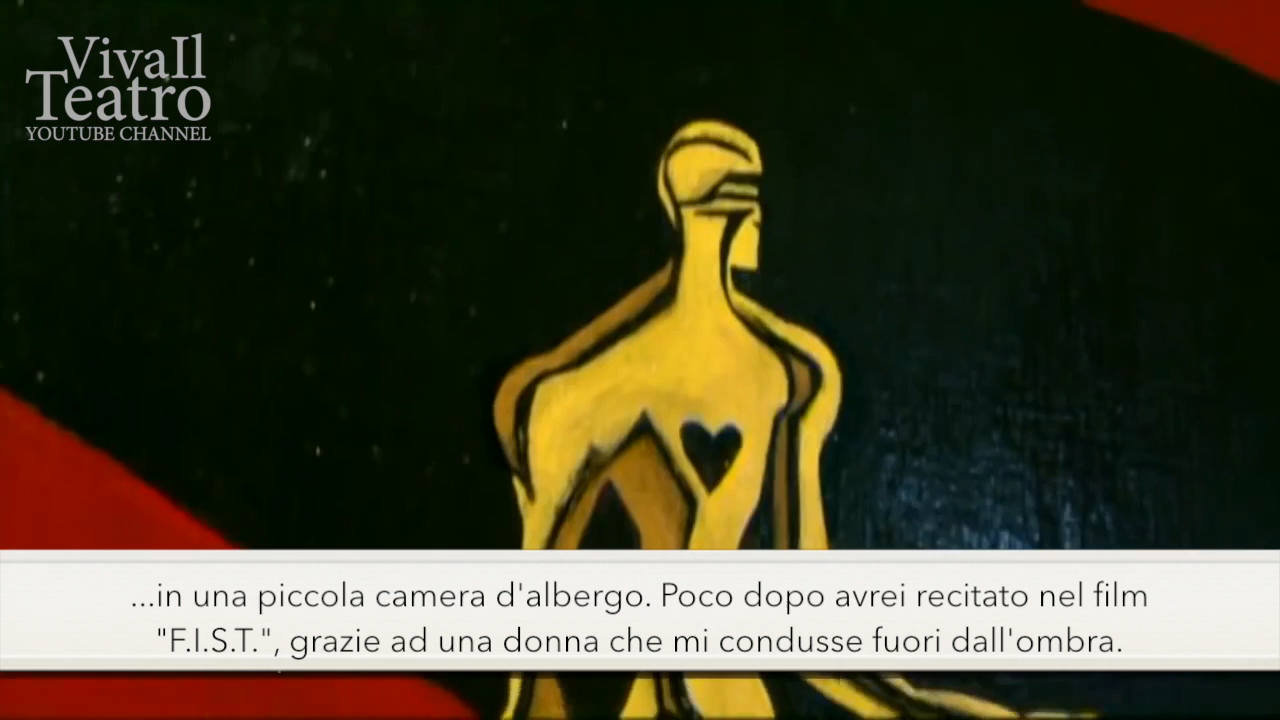 VivaIl
Teatro
YOUTUBE CHANNEL
...in una piccola camera d'albergo. Poco dopo avrei recitato nel film
"F.I.S.T.", grazie ad una donna che mi condusse fuori dall'ombra.